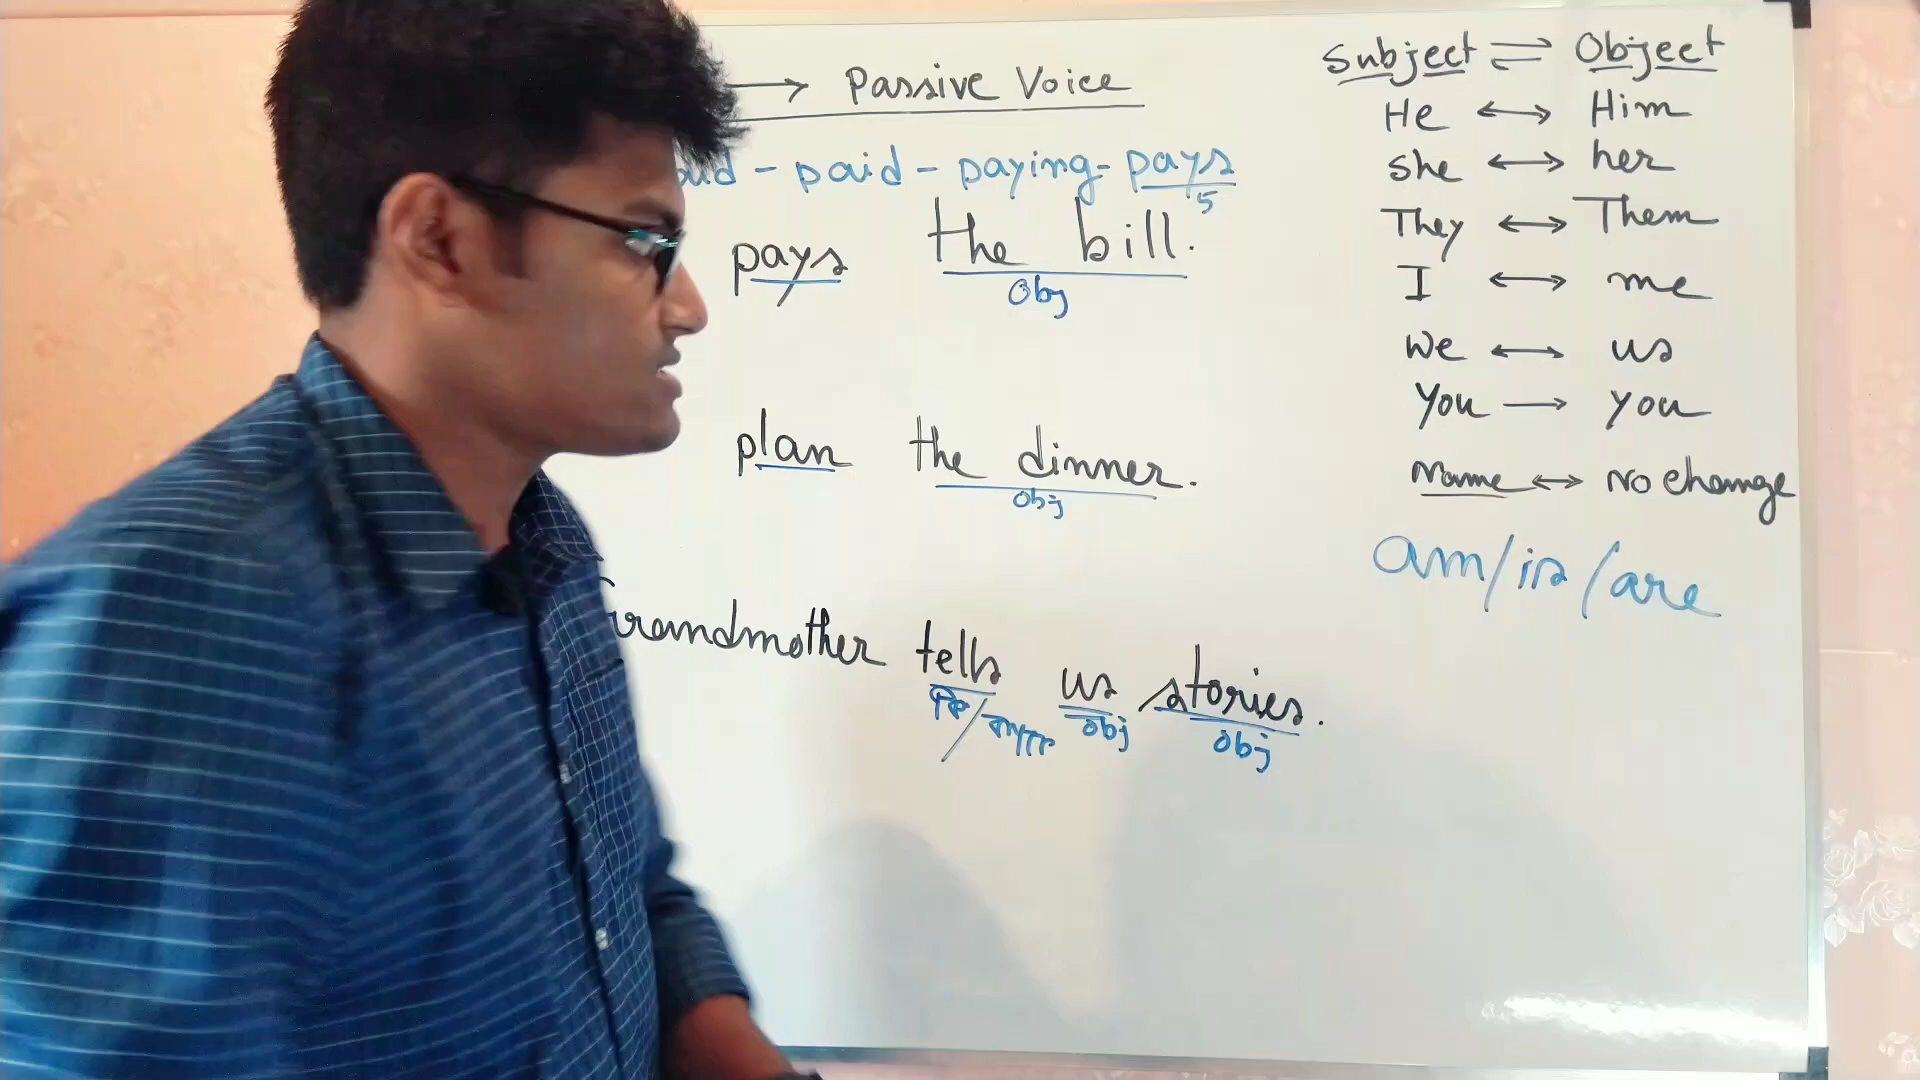 → Passive Voice
- paid - paying - pays
5
pays the bill.
Obj
plan the dinner.
Obj
Grandmother tells us stories.
কি/কাকে obj obj
Subject ⇌ Object
He ↔ Him
She ↔ her
They ↔ Them
I ↔ me
We ↔ us
You → you
Name ↔ No change
am/is/are